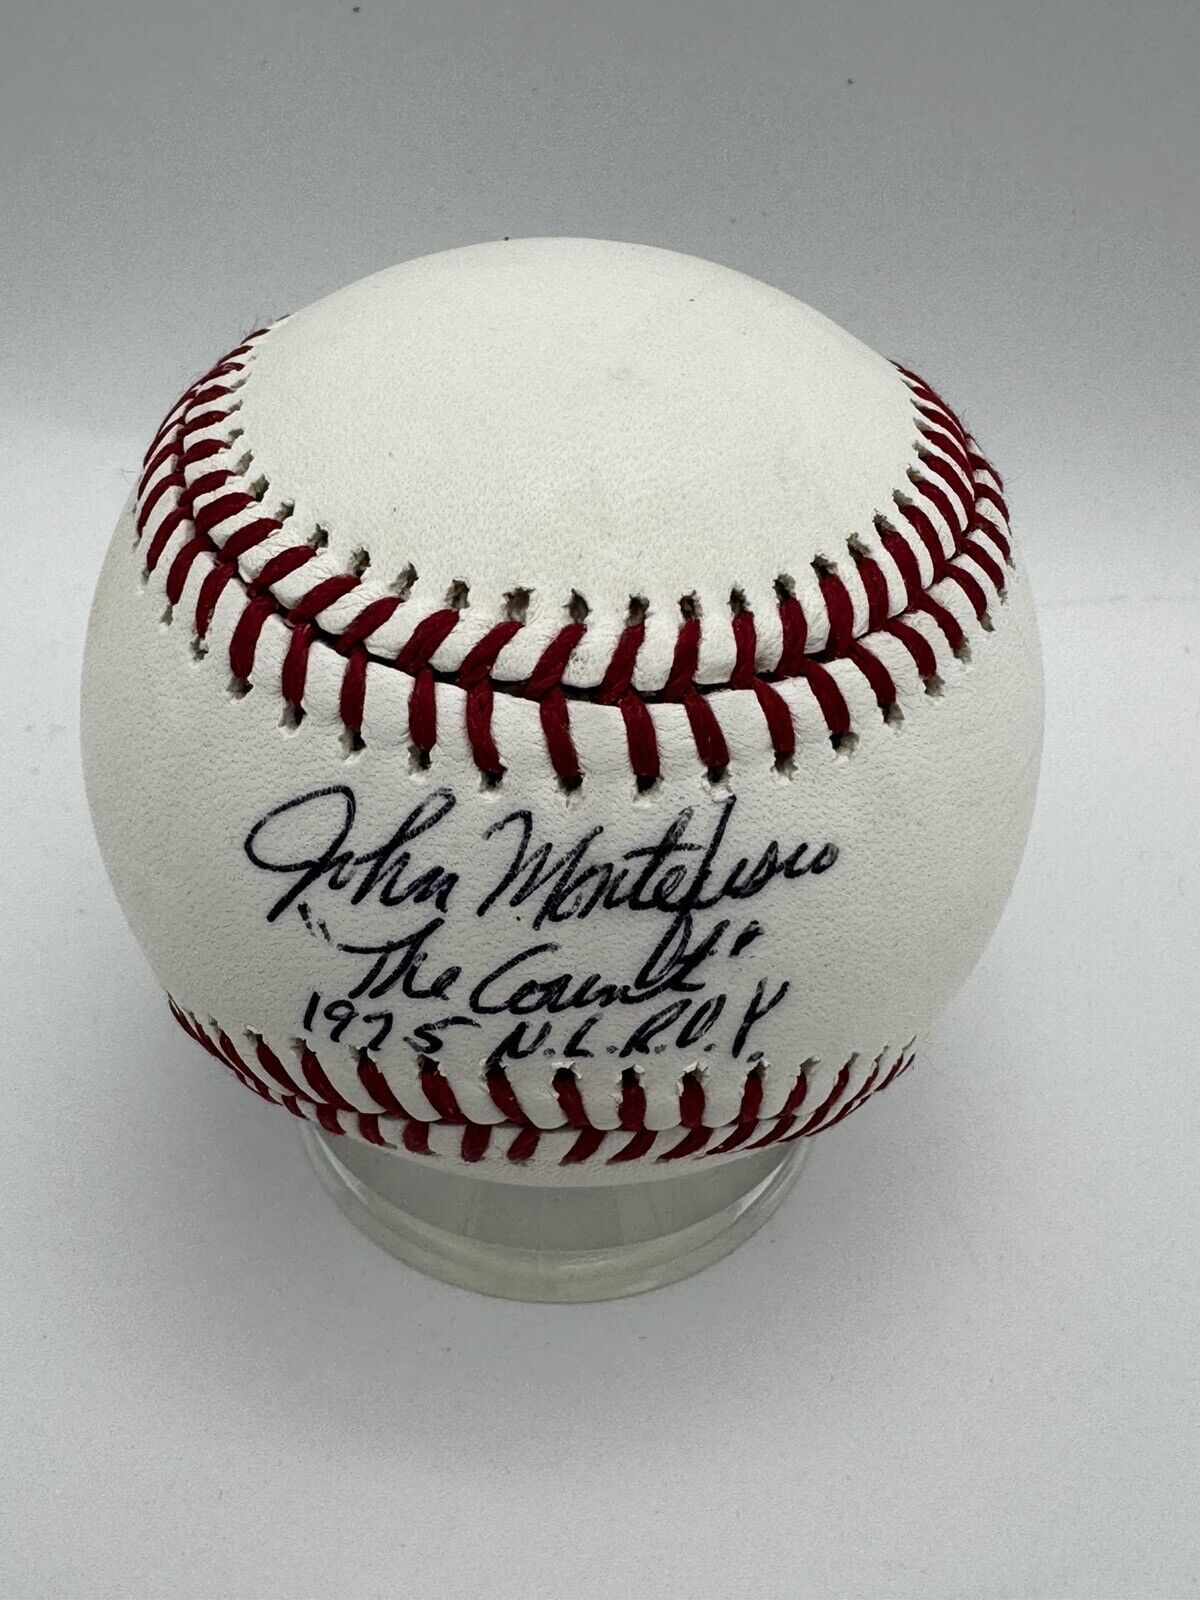 John Montefusco
"The Count"
1975 N.L.R.O.Y.